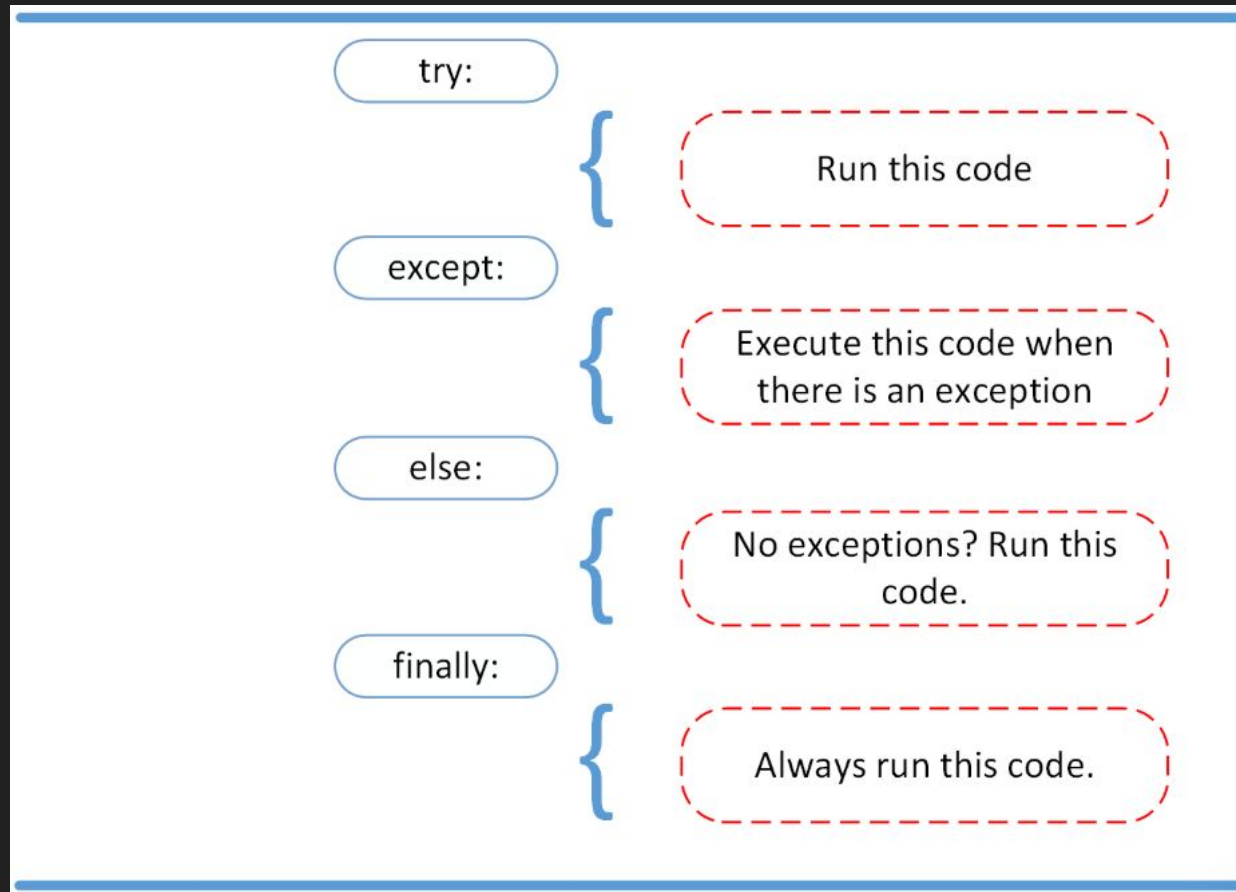 try:
Run this code
except:
Execute this code when
there is an exception
else:
No exceptions? Run this
code.
finally:
Always run this code.